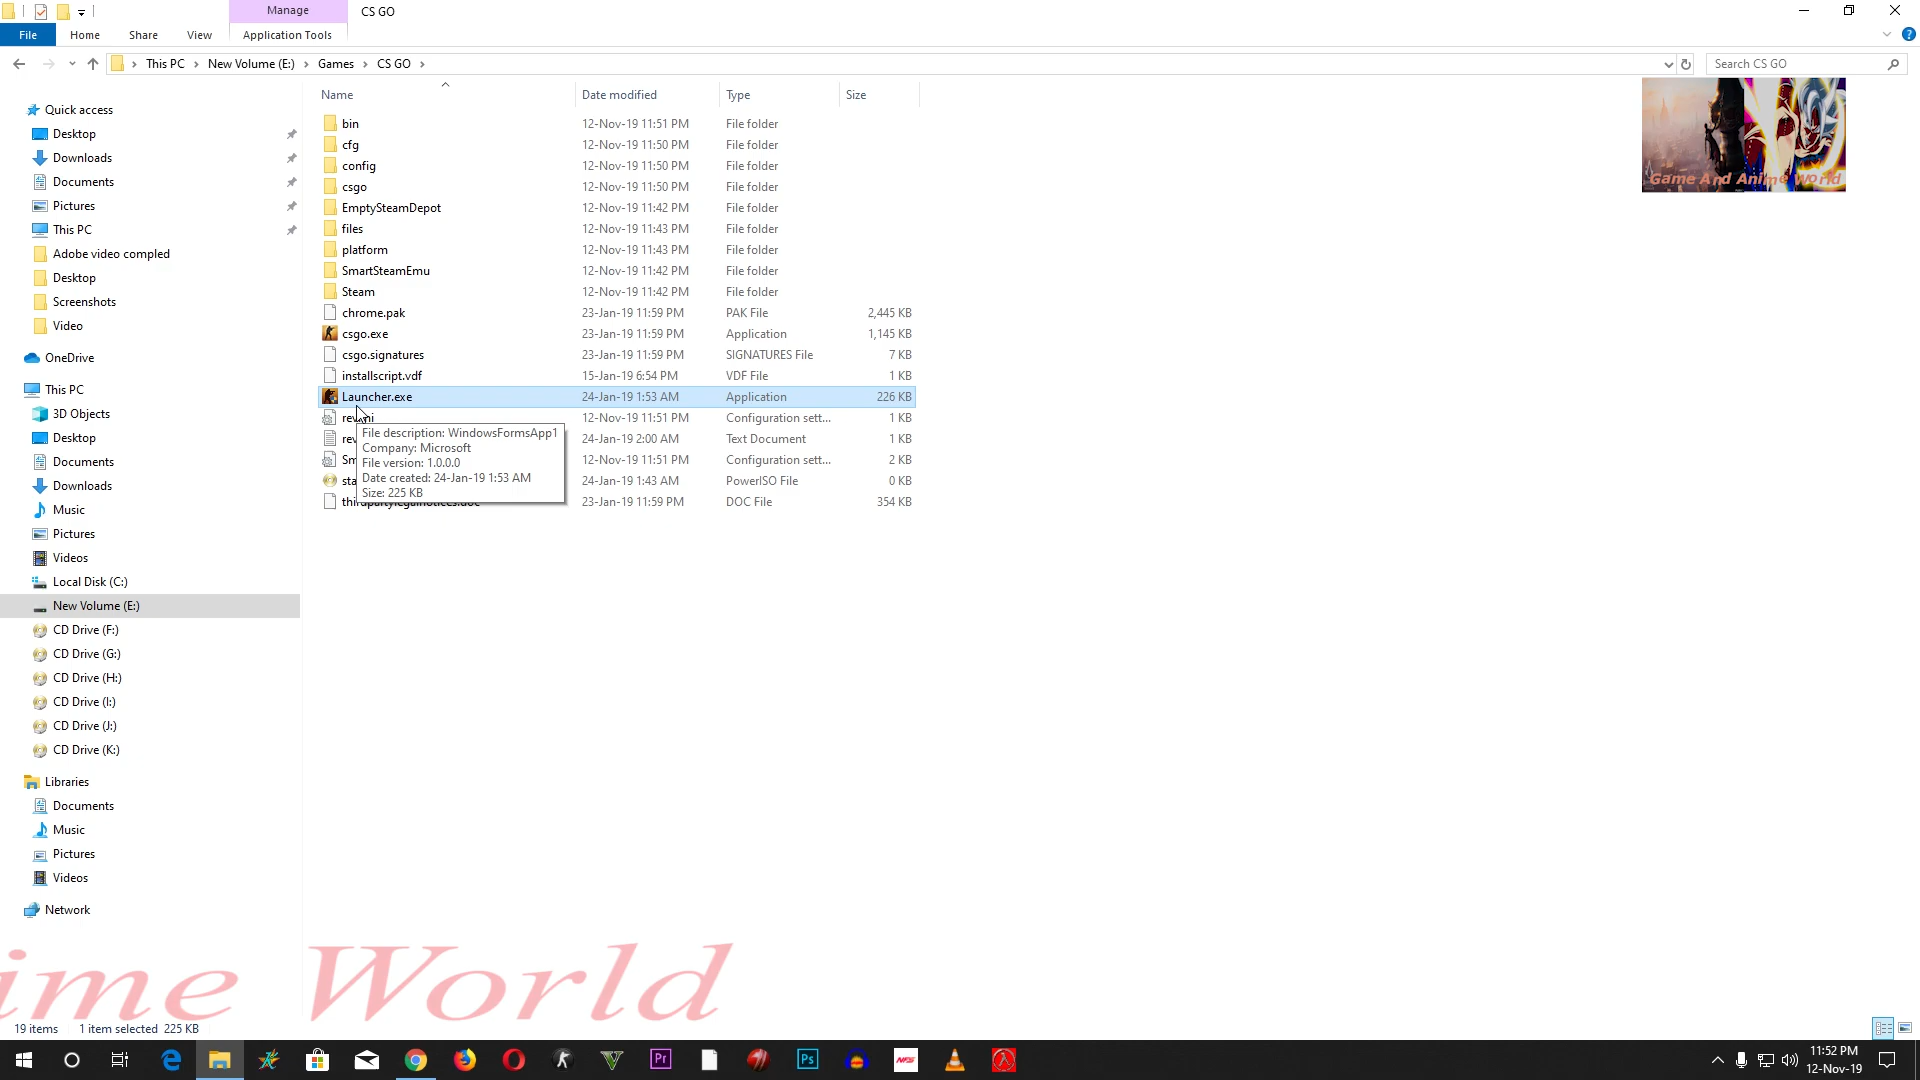 Manage
CS GO
File
Home
Share
View
Application Tools
This PC
New Volume (E:)
Games
CS GO
Search CS GO
Game And Anime World
Name
Date modified
Type
Size
bin 12-Nov-19 11:51 PM File folder
cfg 12-Nov-19 11:50 PM File folder
config 12-Nov-19 11:50 PM File folder
csgo 12-Nov-19 11:50 PM File folder
EmptySteamDepot 12-Nov-19 11:42 PM File folder
files 12-Nov-19 11:43 PM File folder
platform 12-Nov-19 11:43 PM File folder
SmartSteamEmu 12-Nov-19 11:42 PM File folder
Steam 12-Nov-19 11:42 PM File folder
chrome.pak 23-Jan-19 11:59 PM PAK File 2,445 KB
csgo.exe 23-Jan-19 11:59 PM Application 1,145 KB
csgo.signatures 23-Jan-19 11:59 PM SIGNATURES File 7 KB
installscript.vdf 15-Jan-19 6:54 PM VDF File 1 KB
Launcher.exe 24-Jan-19 1:53 AM Application 226 KB
12-Nov-19 11:51 PM Configuration sett... 1 KB
rev 24-Jan-19 2:00 AM Text Document 1 KB
Sm 12-Nov-19 11:51 PM Configuration sett... 2 KB
sta 24-Jan-19 1:43 AM PowerISO File 0 KB
thirdpartylegalnotices.doc 23-Jan-19 11:59 PM DOC File 354 KB
File description: WindowsFormsApp1
Company: Microsoft
File version: 1.0.0.0
Date created: 24-Jan-19 1:53 AM
Size: 225 KB
Quick access
Desktop
Downloads
Documents
Pictures
This PC
Adobe video compled
Desktop
Screenshots
Video
OneDrive
This PC
3D Objects
Desktop
Documents
Downloads
Music
Pictures
Videos
Local Disk (C:)
New Volume (E:)
CD Drive (F:)
CD Drive (G:)
CD Drive (H:)
CD Drive (I:)
CD Drive (J:)
CD Drive (K:)
Libraries
Documents
Music
Pictures
Videos
Network
ime World
19 items
1 item selected 225 KB
Pr
Ps
NFS
11:52 PM
12-Nov-19